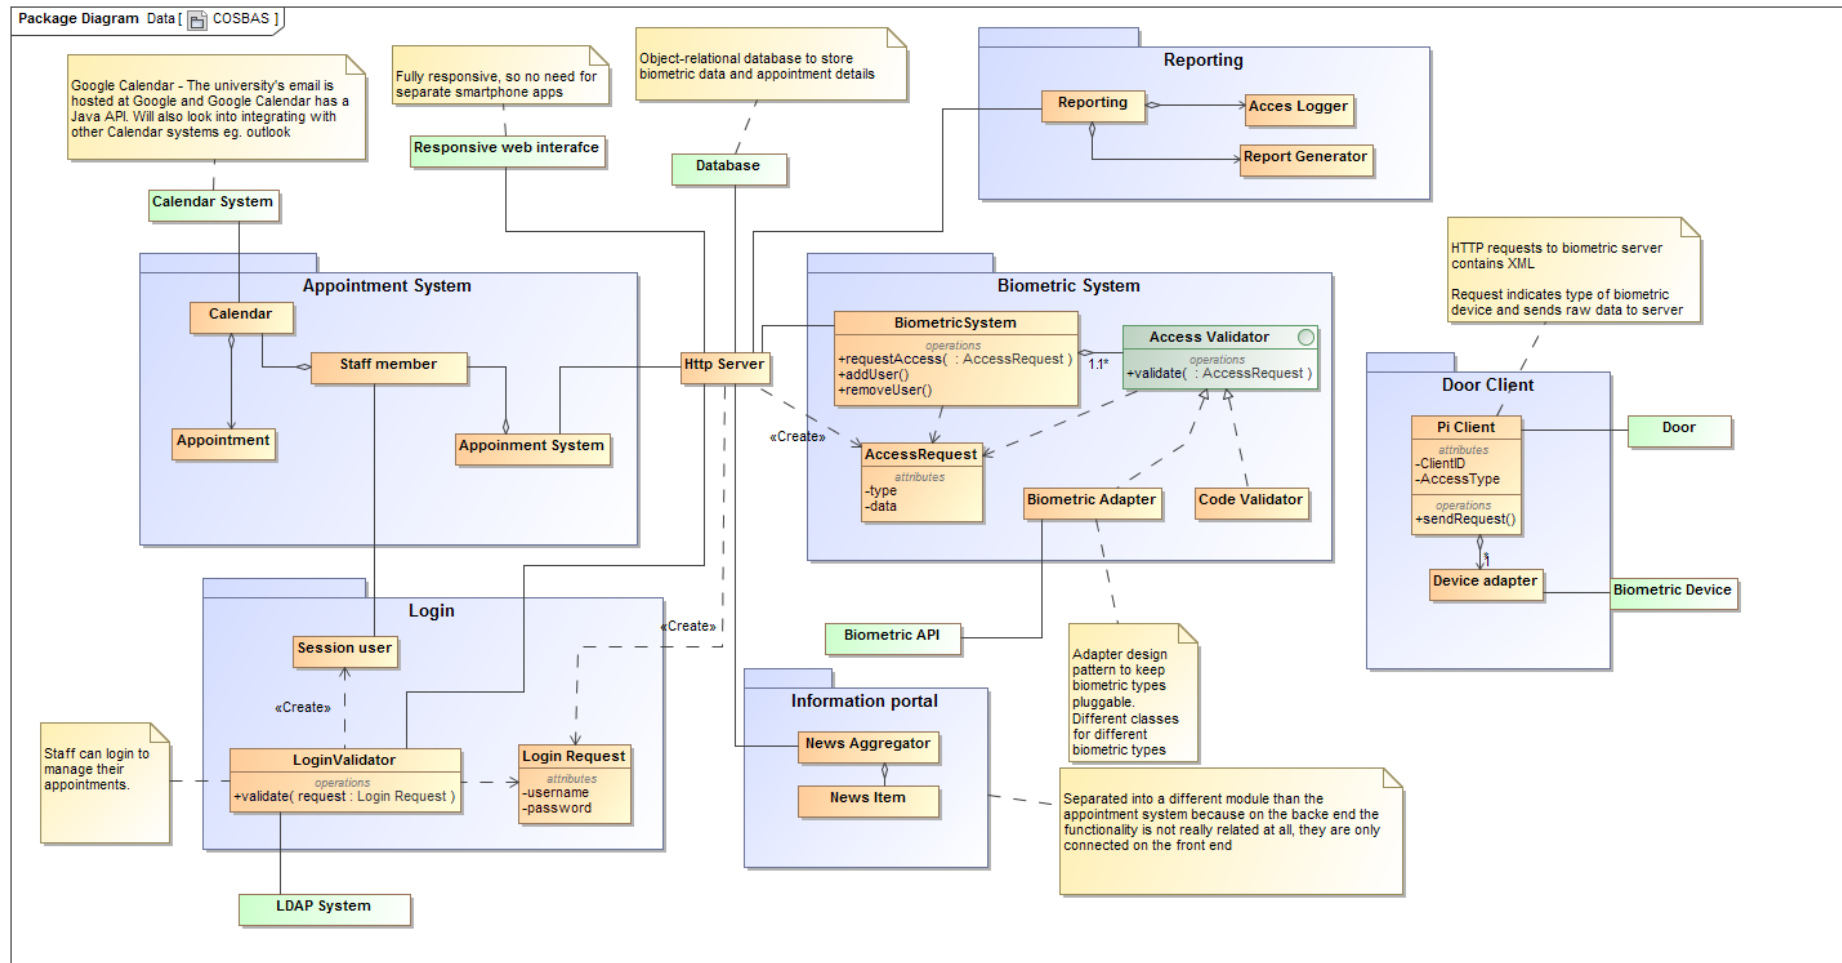 Package Diagram Data [ COSBAS ]
Google Calendar - The university's email is
hosted at Google and Google Calendar has a
Java API. Will also look into integrating with
other Calendar systems eg. outlook
Fully responsive, so no need for
separate smartphone apps
Object-relational database to store
biometric data and appointment details
Calendar System
Responsive web interafce
Database
Reporting
Reporting
Acces Logger
Report Generator
HTTP requests to biometric server
contains XML
Request indicates type of biometric
device and sends raw data to server
Appointment System
Calendar
Staff member
Appointment
Appoinment System
Http Server
Biometric System
BiometricSystem
operations
+requestAccess( : AccessRequest )
+addUser()
+removeUser()
1.1*
Access Validator
operations
+validate( : AccessRequest )
«Create»
AccessRequest
attributes
-type
-data
Biometric Adapter
Code Validator
Door Client
Pi Client
attributes
-ClientID
-AccessType
operations
+sendRequest()
*
1
Device adapter
Door
Biometric Device
Login
Session user
«Create»
«Create»
LoginValidator
operations
+validate( request : Login Request )
Login Request
attributes
-username
-password
Staff can login to
manage their
appointments.
LDAP System
Biometric API
Adapter design
pattern to keep
biometric types
pluggable.
Different classes
for different
biometric types
Information portal
News Aggregator
News Item
Separated into a different module than the
appointment system because on the backe end the
functionality is not really related at all, they are only
connected on the front end